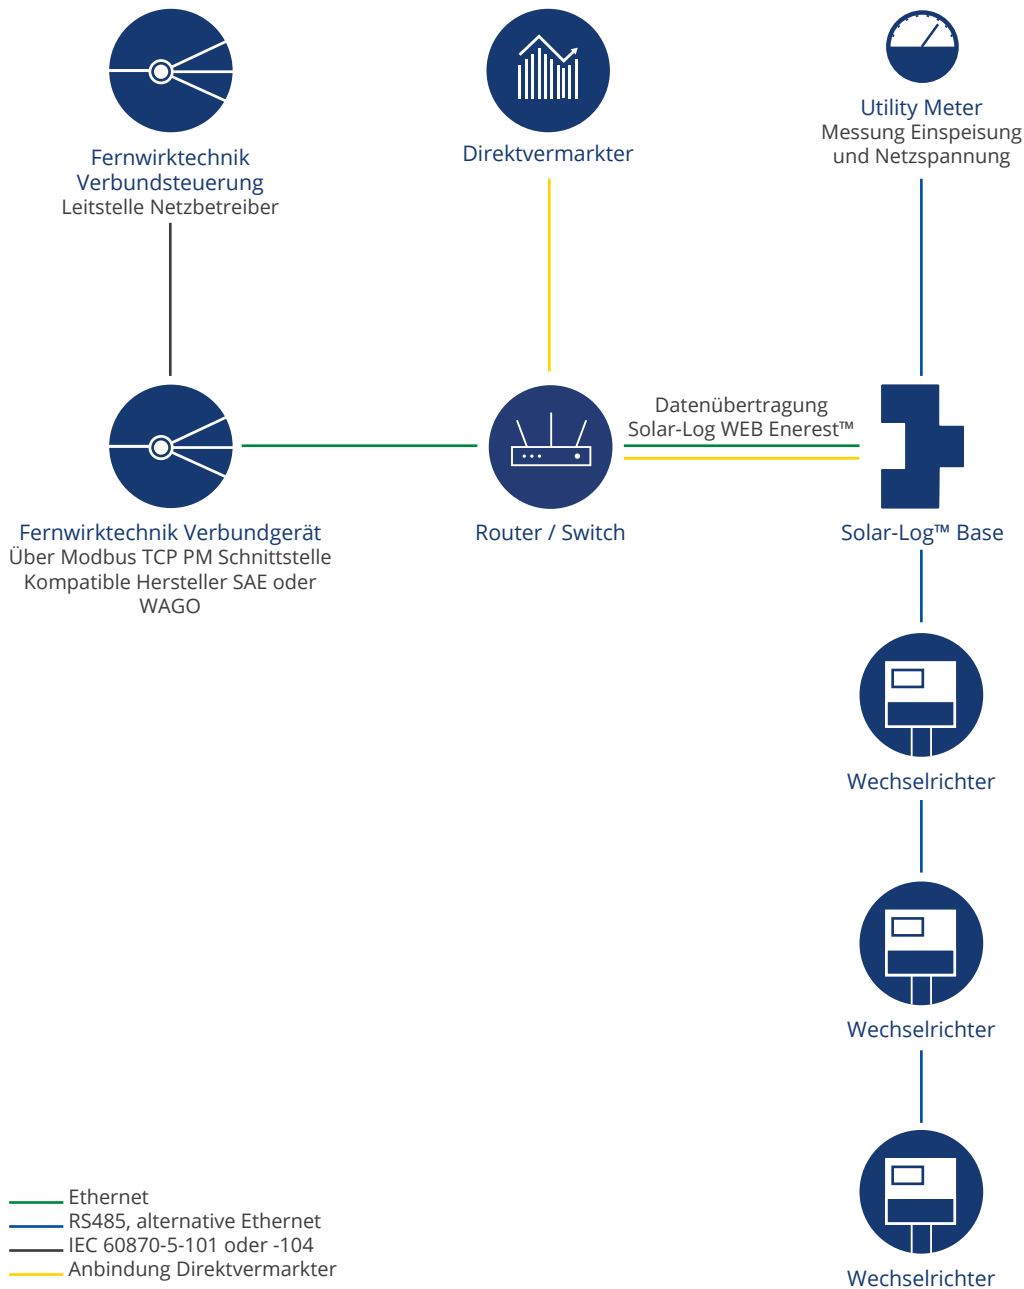 Fernwirktechnik
Verbundsteuerung
Leitstelle Netzbetreiber
Direktvermarkter
Utility Meter
Messung Einspeisung
und Netzspannung
Datenübertragung
Solar-Log WEB Enerest™
Fernwirktechnik Verbundgerät
Über Modbus TCP PM Schnittstelle
Kompatible Hersteller SAE oder
WAGO
Router / Switch
Solar-Log™ Base
Wechselrichter
Wechselrichter
Wechselrichter
Ethernet
RS485, alternative Ethernet
IEC 60870-5-101 oder -104
Anbindung Direktvermarkter